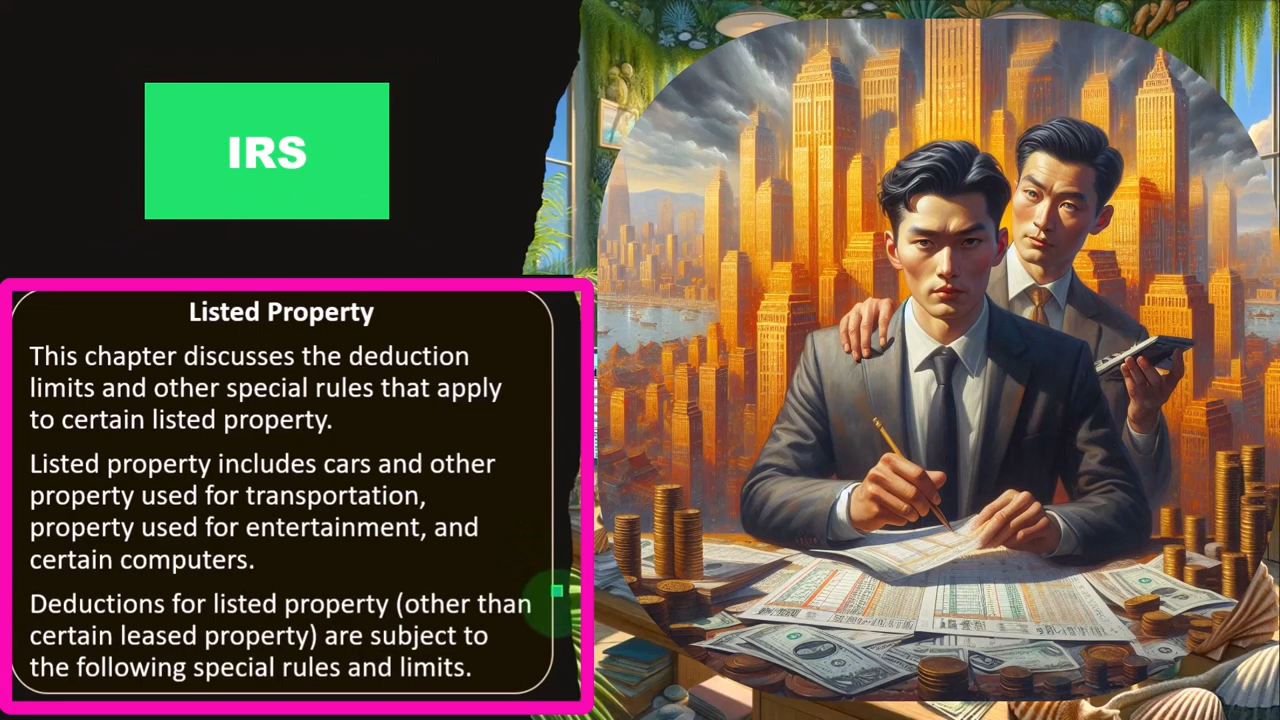 IRS
Listed Property
This chapter discusses the deduction
limits and other special rules that apply
to certain listed property.
Listed property includes cars and other
property used for transportation,
property used for entertainment, and
certain computers.
Deductions for listed property (other than
certain leased property) are subject to
the following special rules and limits.